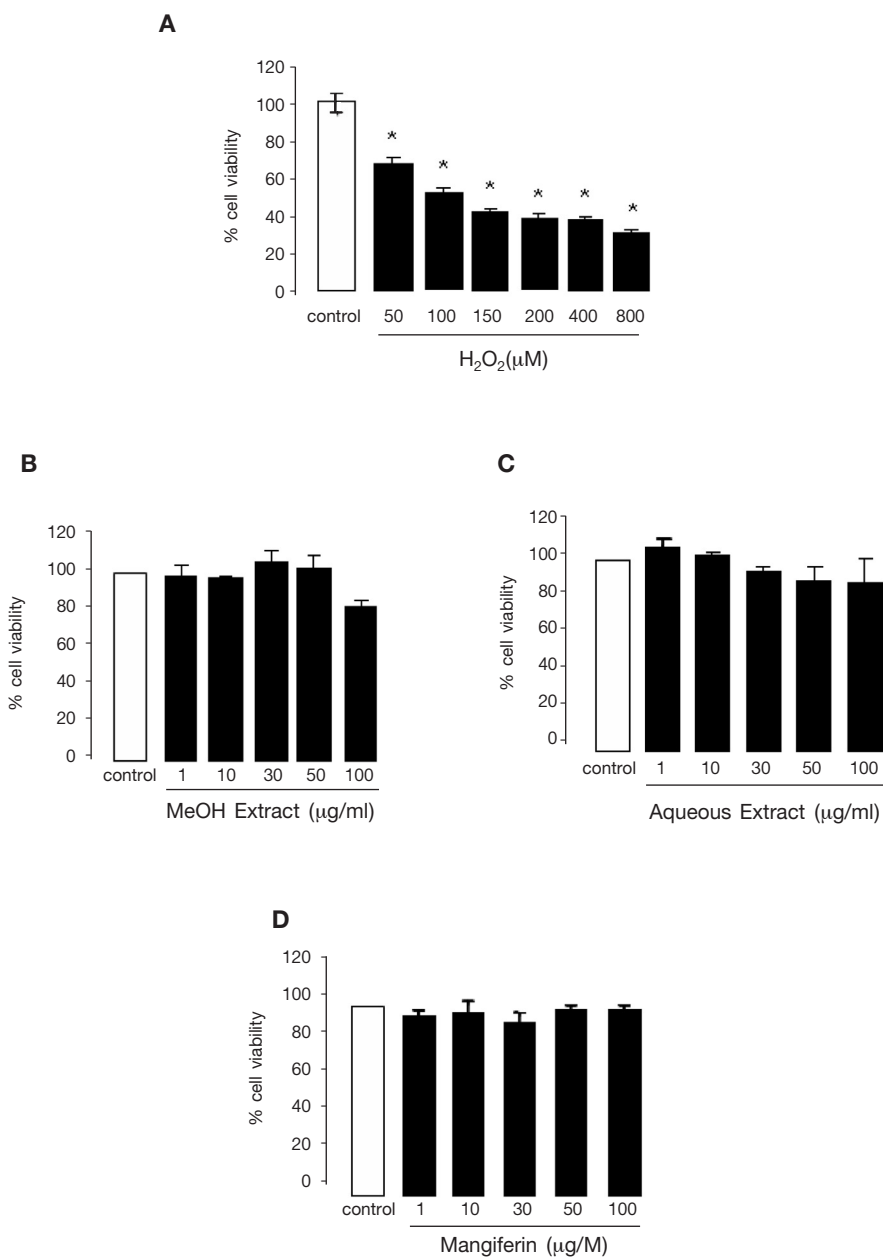 A
120
100
80
60
40
20
0
% cell viability
* * * * * *
control 50 100 150 200 400 800
H₂O₂(µM)
B
120
100
80
60
40
20
0
% cell viability
control 1 10 30 50 100
MeOH Extract (µg/ml)
C
120
100
80
60
40
20
0
% cell viability
control 1 10 30 50 100
Aqueous Extract (µg/ml)
D
120
100
80
60
40
20
0
% cell viability
control 1 10 30 50 100
Mangiferin (µg/M)